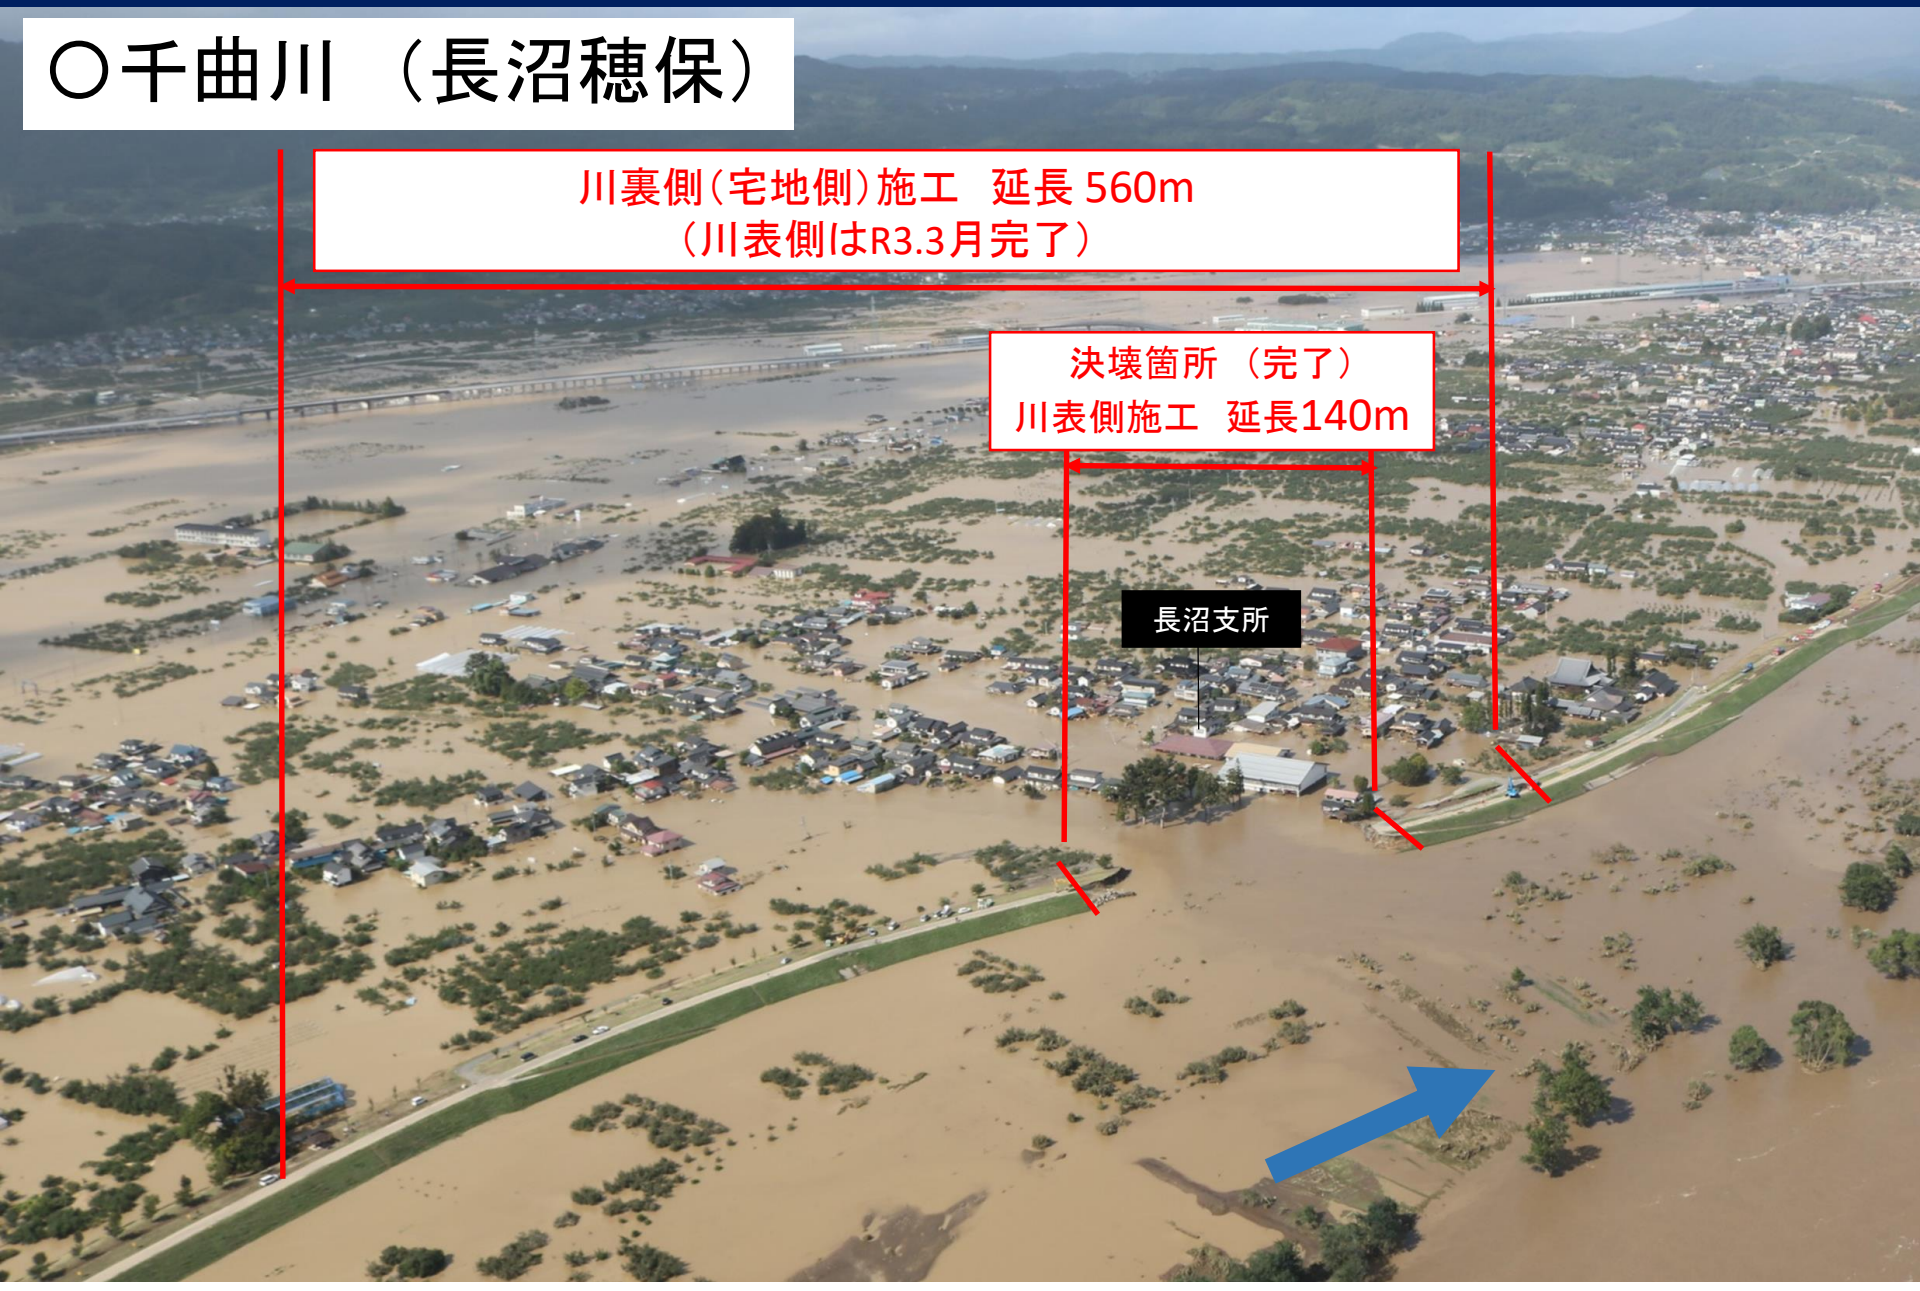 〇千曲川 （長沼穂保）
川裏側（宅地側）施工　延長 560m
（川表側はR3.3月完了）
決壊箇所 （完了）
川表側施工　延長140m
長沼支所